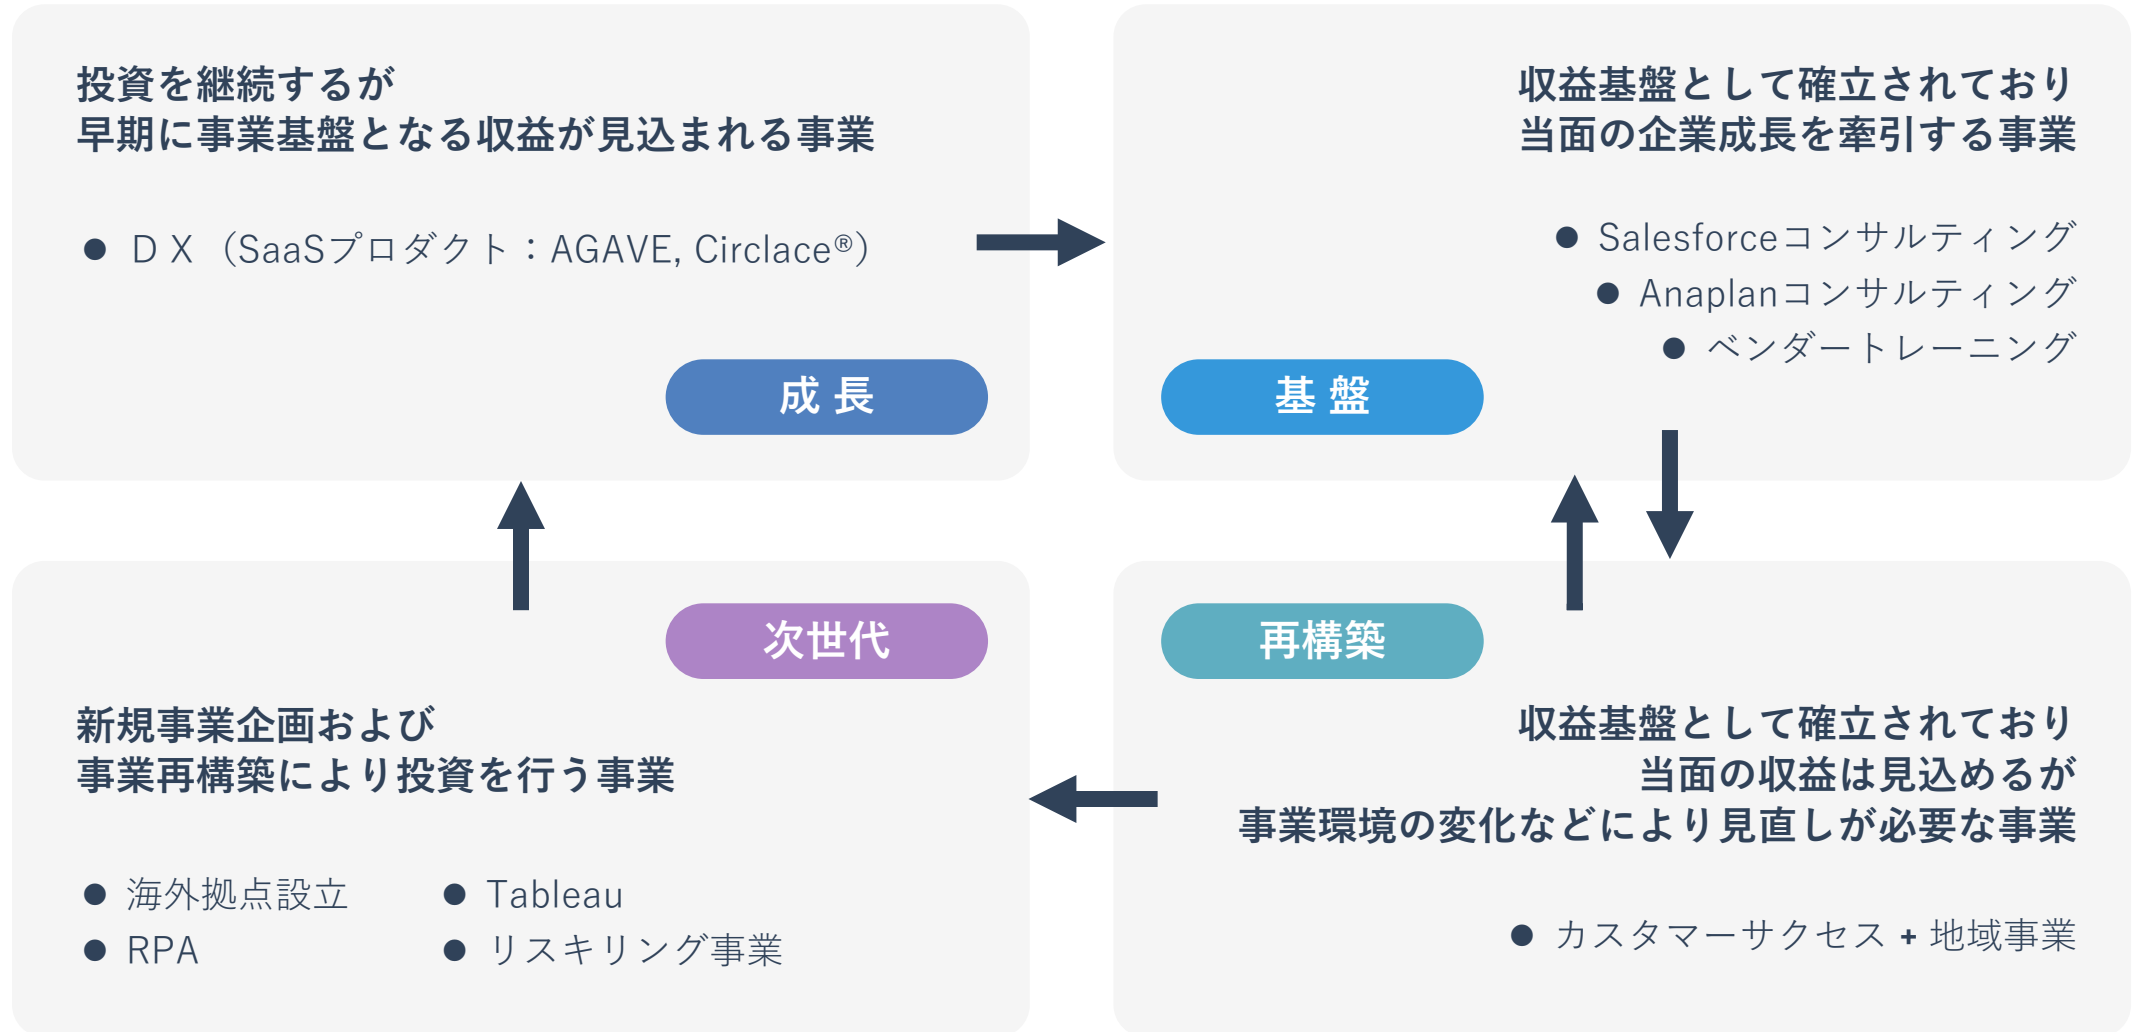 投資を継続するが
早期に事業基盤となる収益が見込まれる事業
● ＤＸ（SaaSプロダクト：AGAVE, Circlace®）
成 長
収益基盤として確立されており
当面の企業成長を牽引する事業
● Salesforceコンサルティング
● Anaplanコンサルティング
● ベンダートレーニング
基 盤
次世代
新規事業企画および
事業再構築により投資を行う事業
● 海外拠点設立
● RPA
● Tableau
● リスキリング事業
再構築
収益基盤として確立されており
当面の収益は見込めるが
事業環境の変化などにより見直しが必要な事業
● カスタマーサクセス + 地域事業